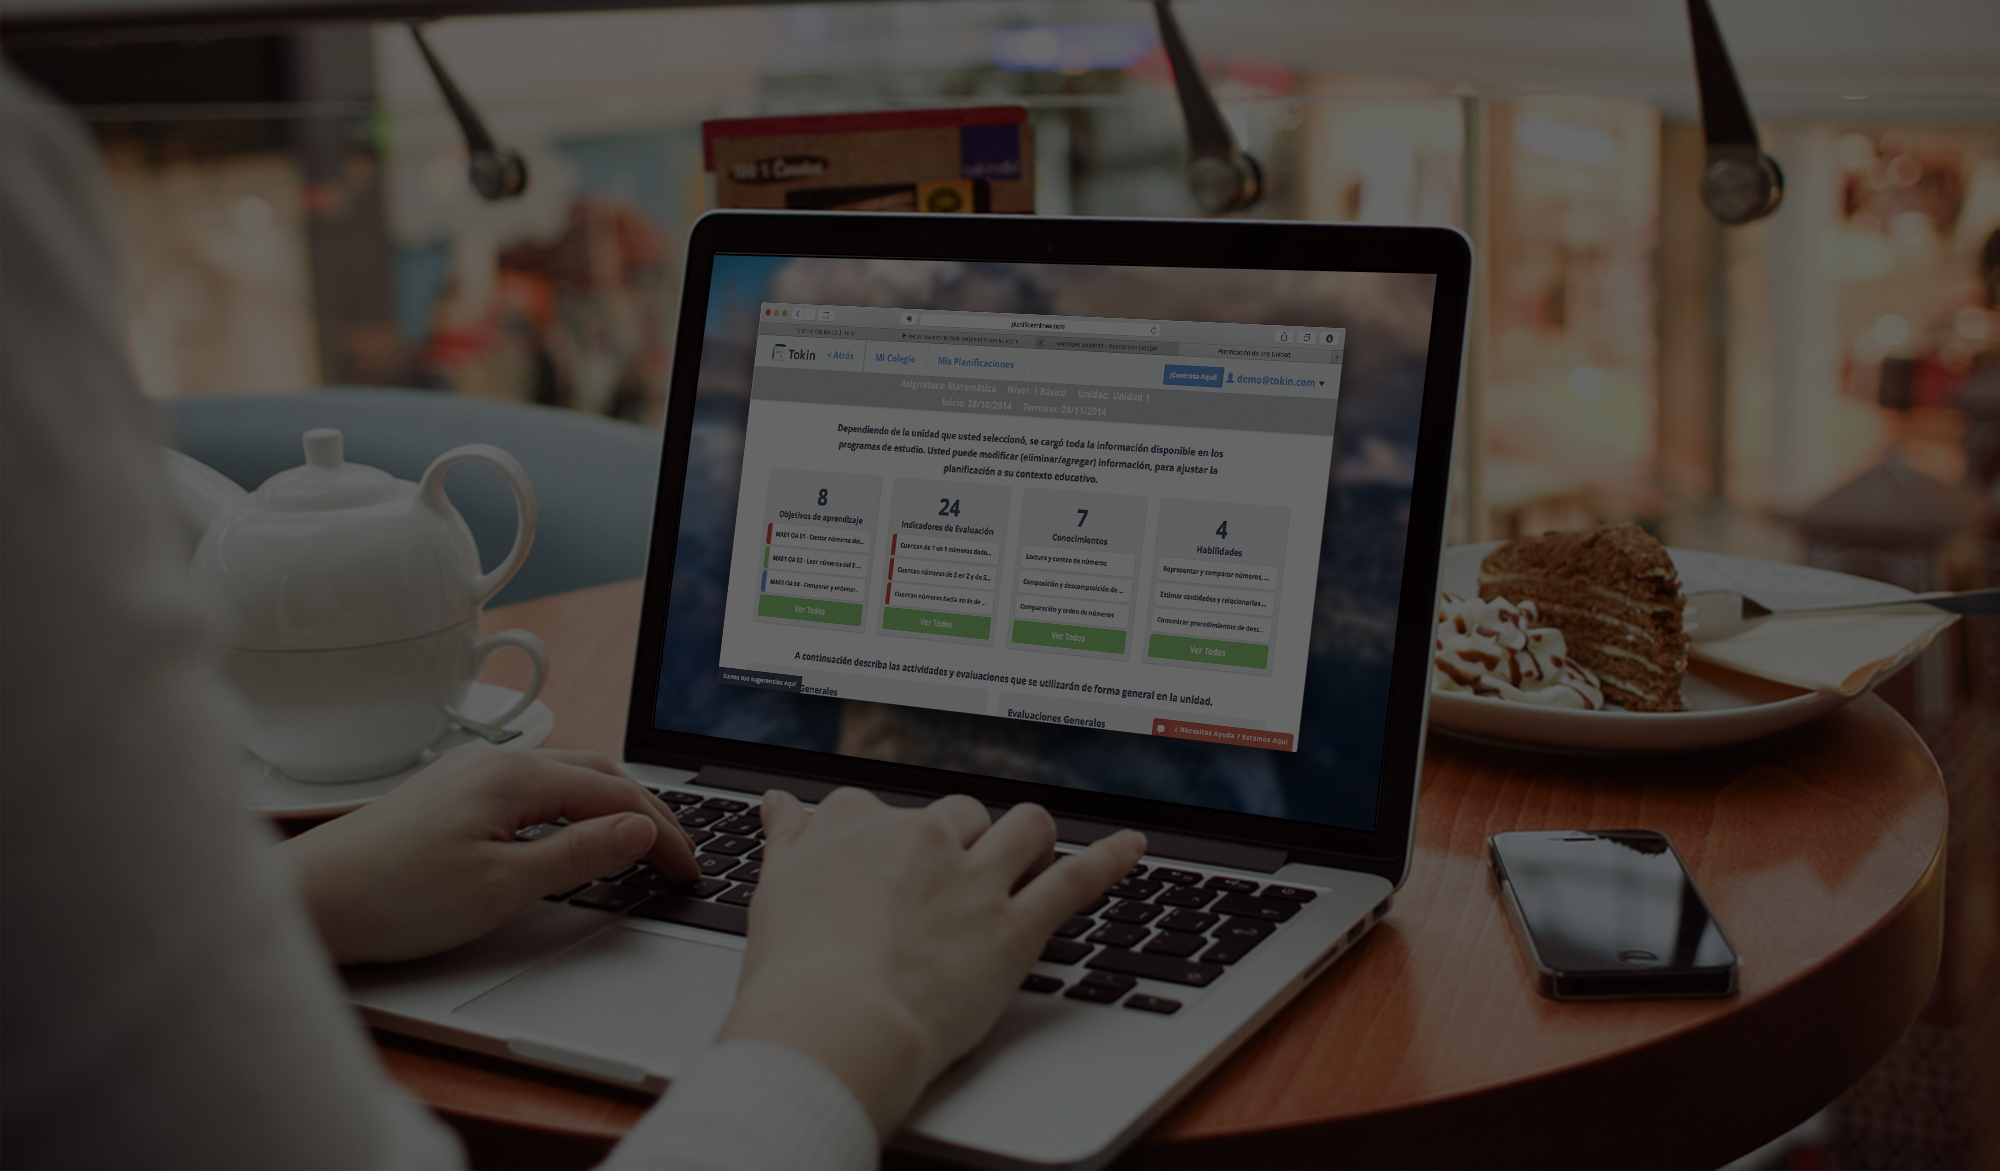 planificaenlinea.com
Planificación de una Unidad
Tokin
< Atrás
Mi Colegio
Mis Planificaciones
¡Contrata Aquí!
demo@tokin.com
Asignatura: Matemática Nivel: 1 Básico Unidad: Unidad 1
Inicio: 28/10/2014 Termino: 28/11/2014
Dependiendo de la unidad que usted seleccionó, se cargó toda la información disponible en los
programas de estudio. Usted puede modificar (eliminar/agregar) información, para ajustar la
planificación a su contexto educativo.
8
Objetivos de aprendizaje
MA01 OA 01 - Contar números del...
MA01 OA 03 - Leer números del 0 ...
MA01 OA 04 - Comparar y ordenar...
Ver Todos
24
Indicadores de Evaluación
Cuentan de 1 en 1 números dado...
Cuentan números de 2 en 2 y de 5...
Cuentan números hacia atrás de ...
Ver Todos
7
Conocimientos
Lectura y conteo de números
Composición y descomposición de ...
Comparación y orden de números
Ver Todos
4
Habilidades
Representar y comparar números, ...
Estimar cantidades y relacionarlas...
Comunicar procedimientos de desc...
Ver Todos
A continuación describa las actividades y evaluaciones que se utilizarán de forma general en la unidad.
Danos tus sugerencias aquí
Generales
Evaluaciones Generales
¿ Necesitas Ayuda ? Estamos Aquí